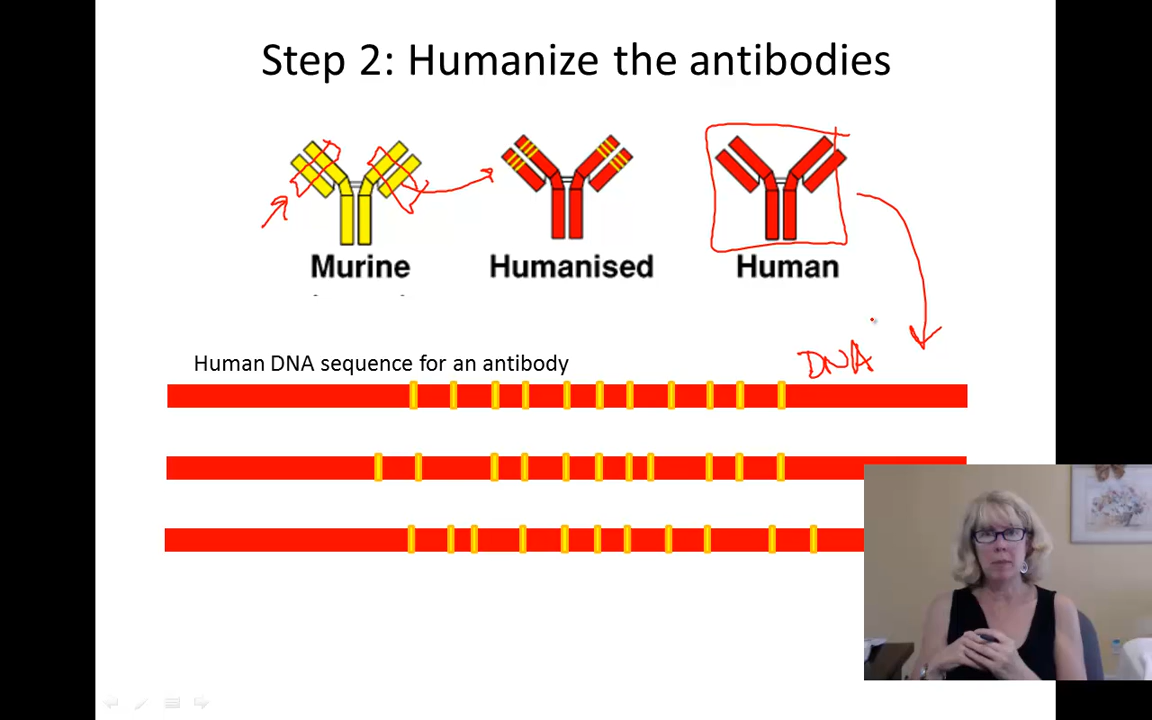 Step 2: Humanize the antibodies
Murine
Humanised
Human
DNA
Human DNA sequence for an antibody